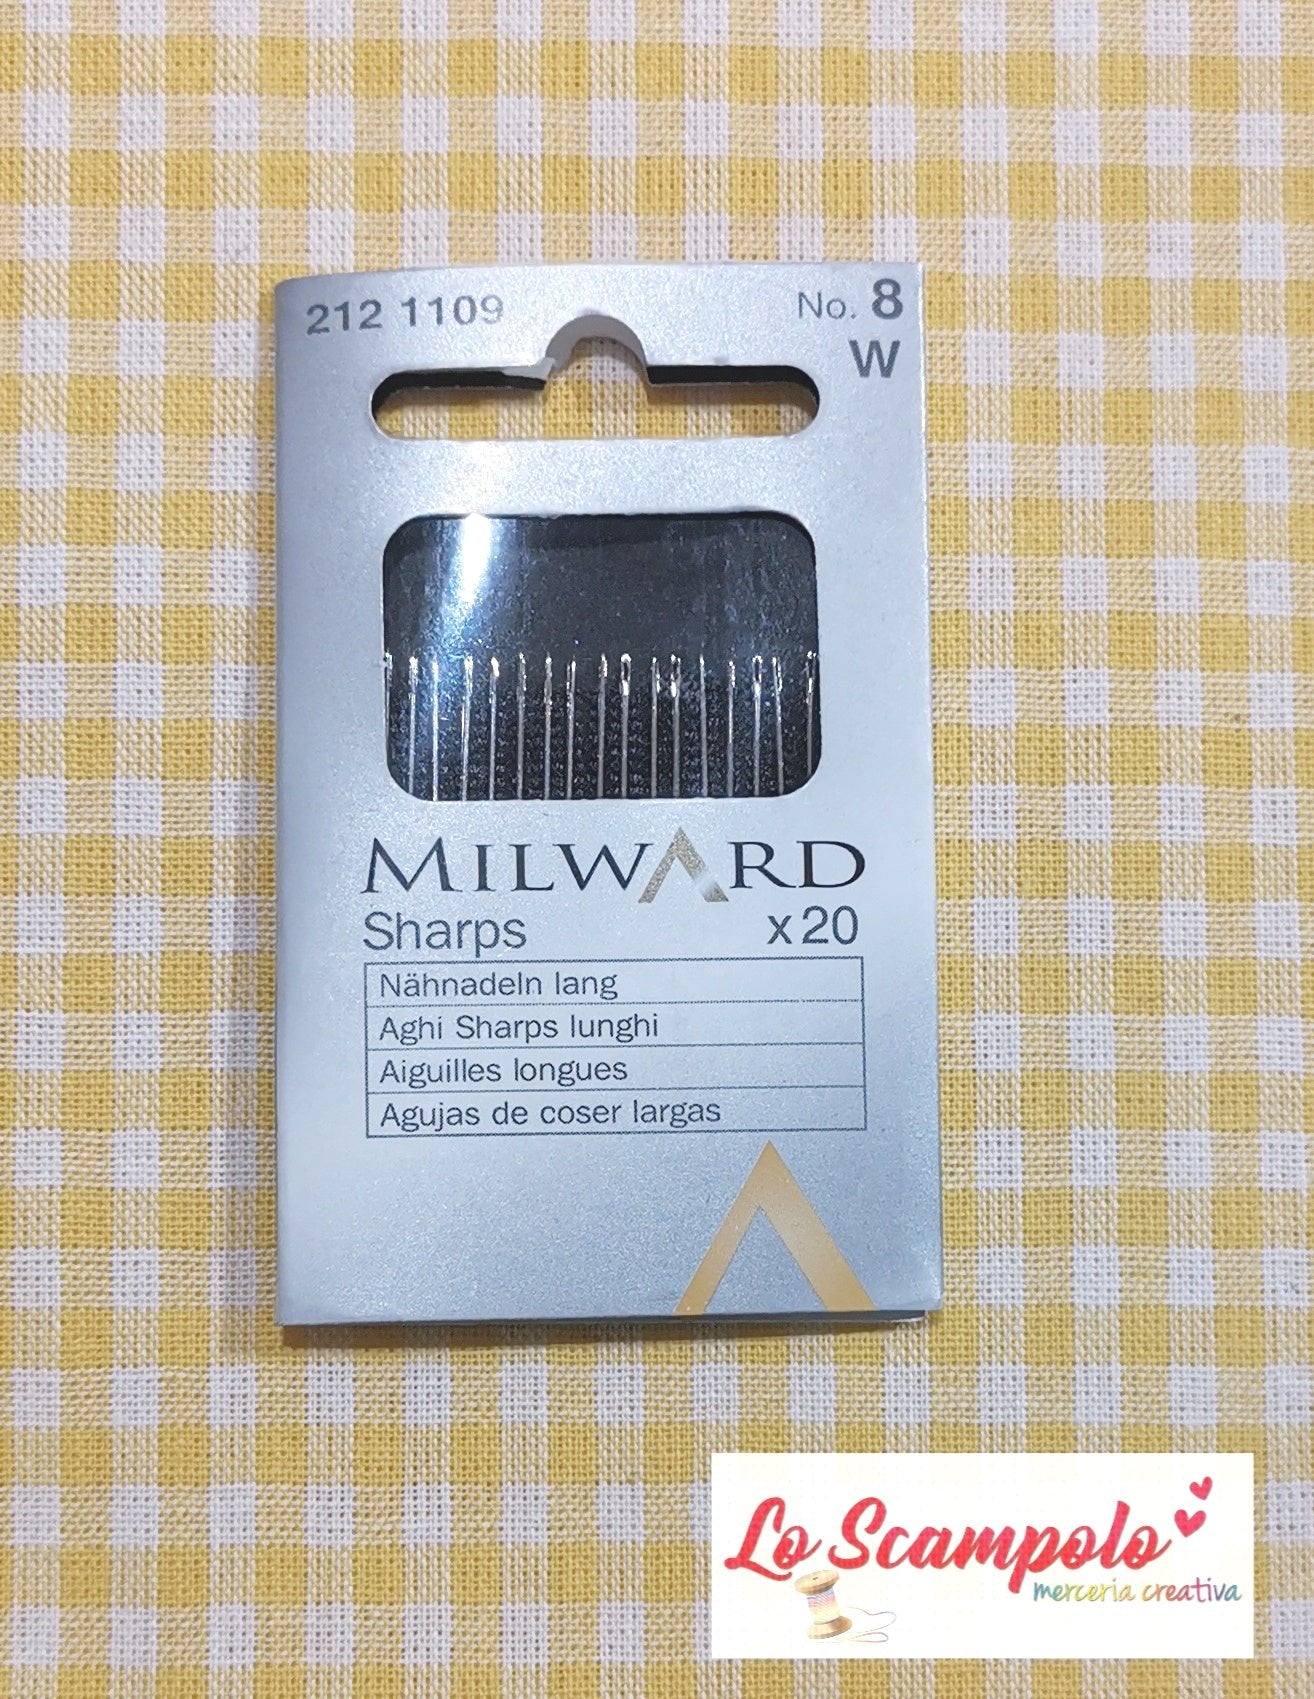 212 1109
No. 8
W
MILWARD
Sharps x20
Nähnadeln lang
Aghi Sharps lunghi
Aiguilles longues
Agujas de coser largas
Lo Scampolo
merceria creativa